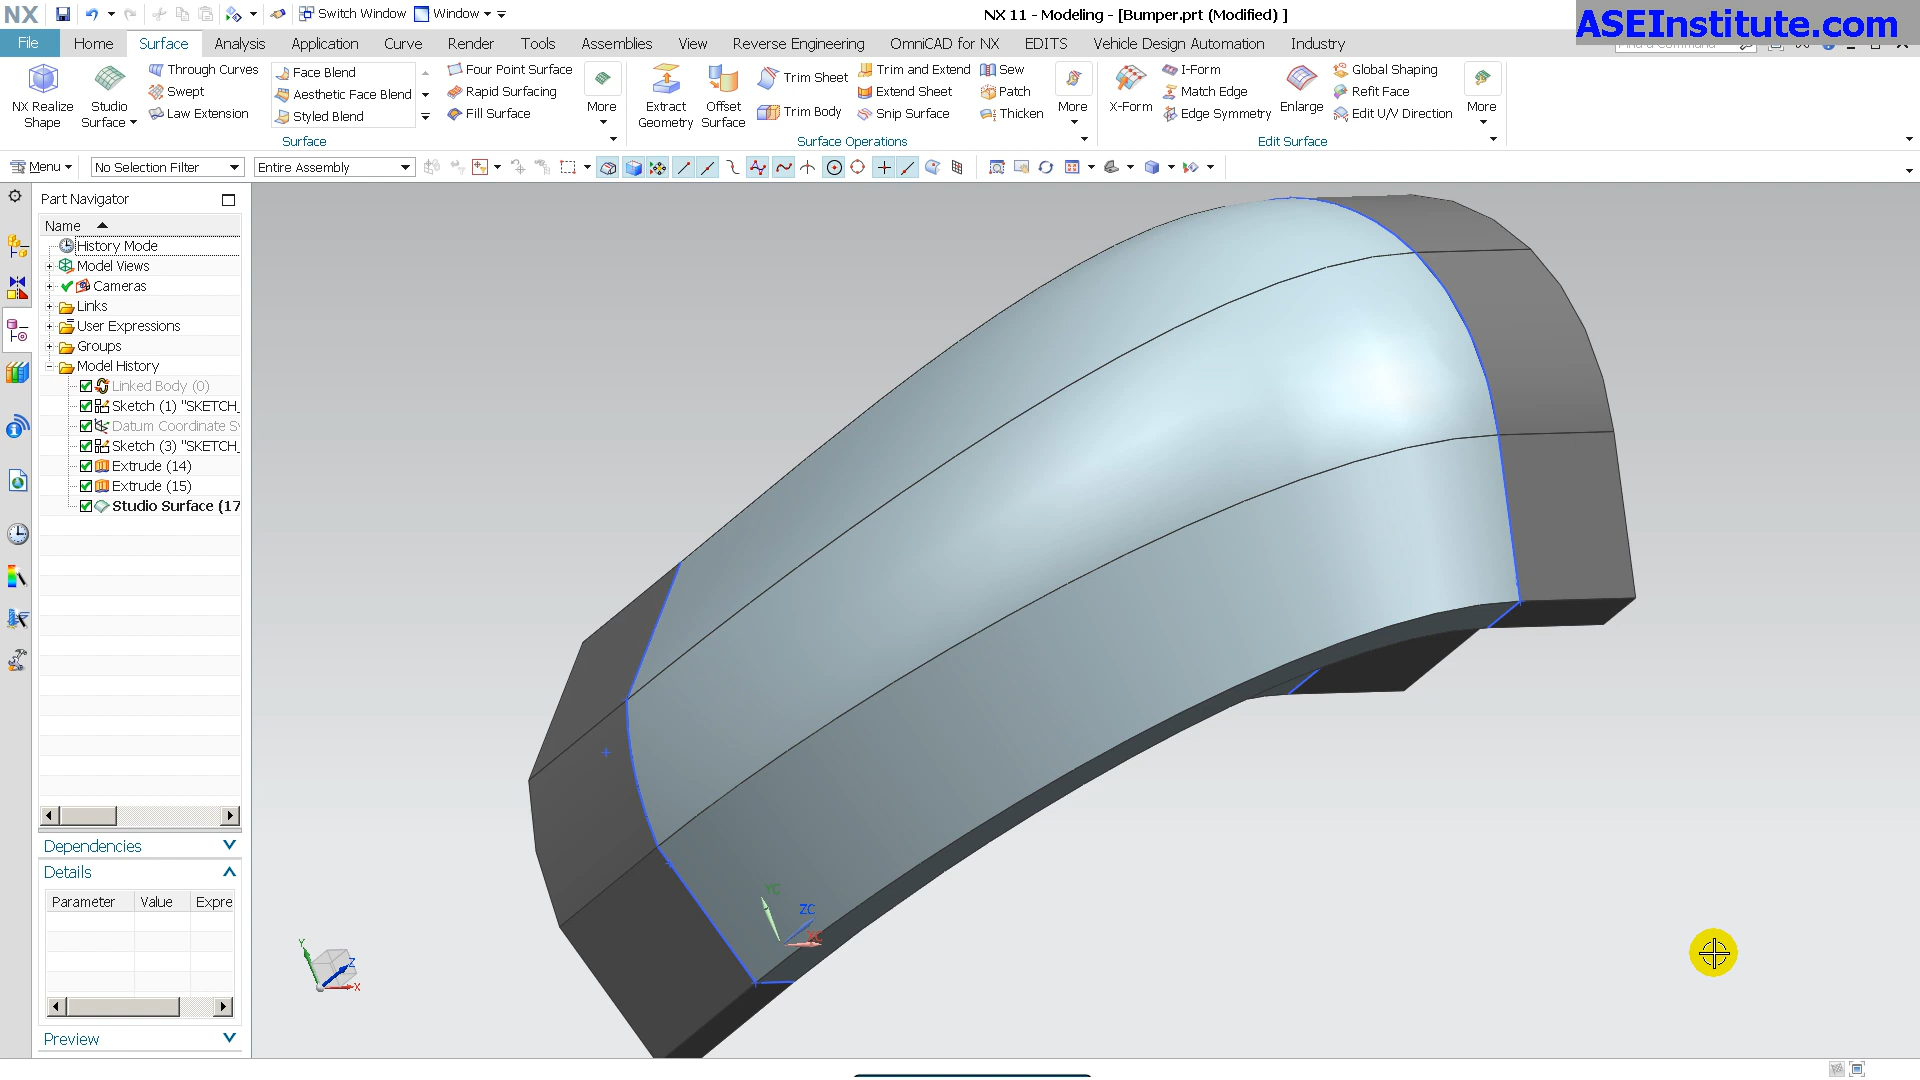 NX
Switch Window
Window
NX 11 - Modeling - [Bumper.prt (Modified) ]
ASEInstitute.com
File
Home
Surface
Analysis
Application
Curve
Render
Tools
Assemblies
View
Reverse Engineering
OmniCAD for NX
EDITS
Vehicle Design Automation
Industry
NX Realize
Shape
Studio
Surface
Through Curves
Swept
Law Extension
Face Blend
Aesthetic Face Blend
Styled Blend
Four Point Surface
Rapid Surfacing
Fill Surface
More
Surface
Extract
Geometry
Offset
Surface
Trim Sheet
Trim Body
Trim and Extend
Extend Sheet
Snip Surface
Sew
Patch
Thicken
More
Surface Operations
X-Form
I-Form
Match Edge
Edge Symmetry
Enlarge
Global Shaping
Refit Face
Edit U/V Direction
More
Edit Surface
Menu
No Selection Filter
Entire Assembly
Part Navigator
Name
History Mode
Model Views
Cameras
Links
User Expressions
Groups
Model History
Linked Body (0)
Sketch (1) "SKETCH_
Datum Coordinate S
Sketch (3) "SKETCH_
Extrude (14)
Extrude (15)
Studio Surface (17
Dependencies
Details
Parameter Value Expre
Preview
YC
ZC
XC
Y
Z
X